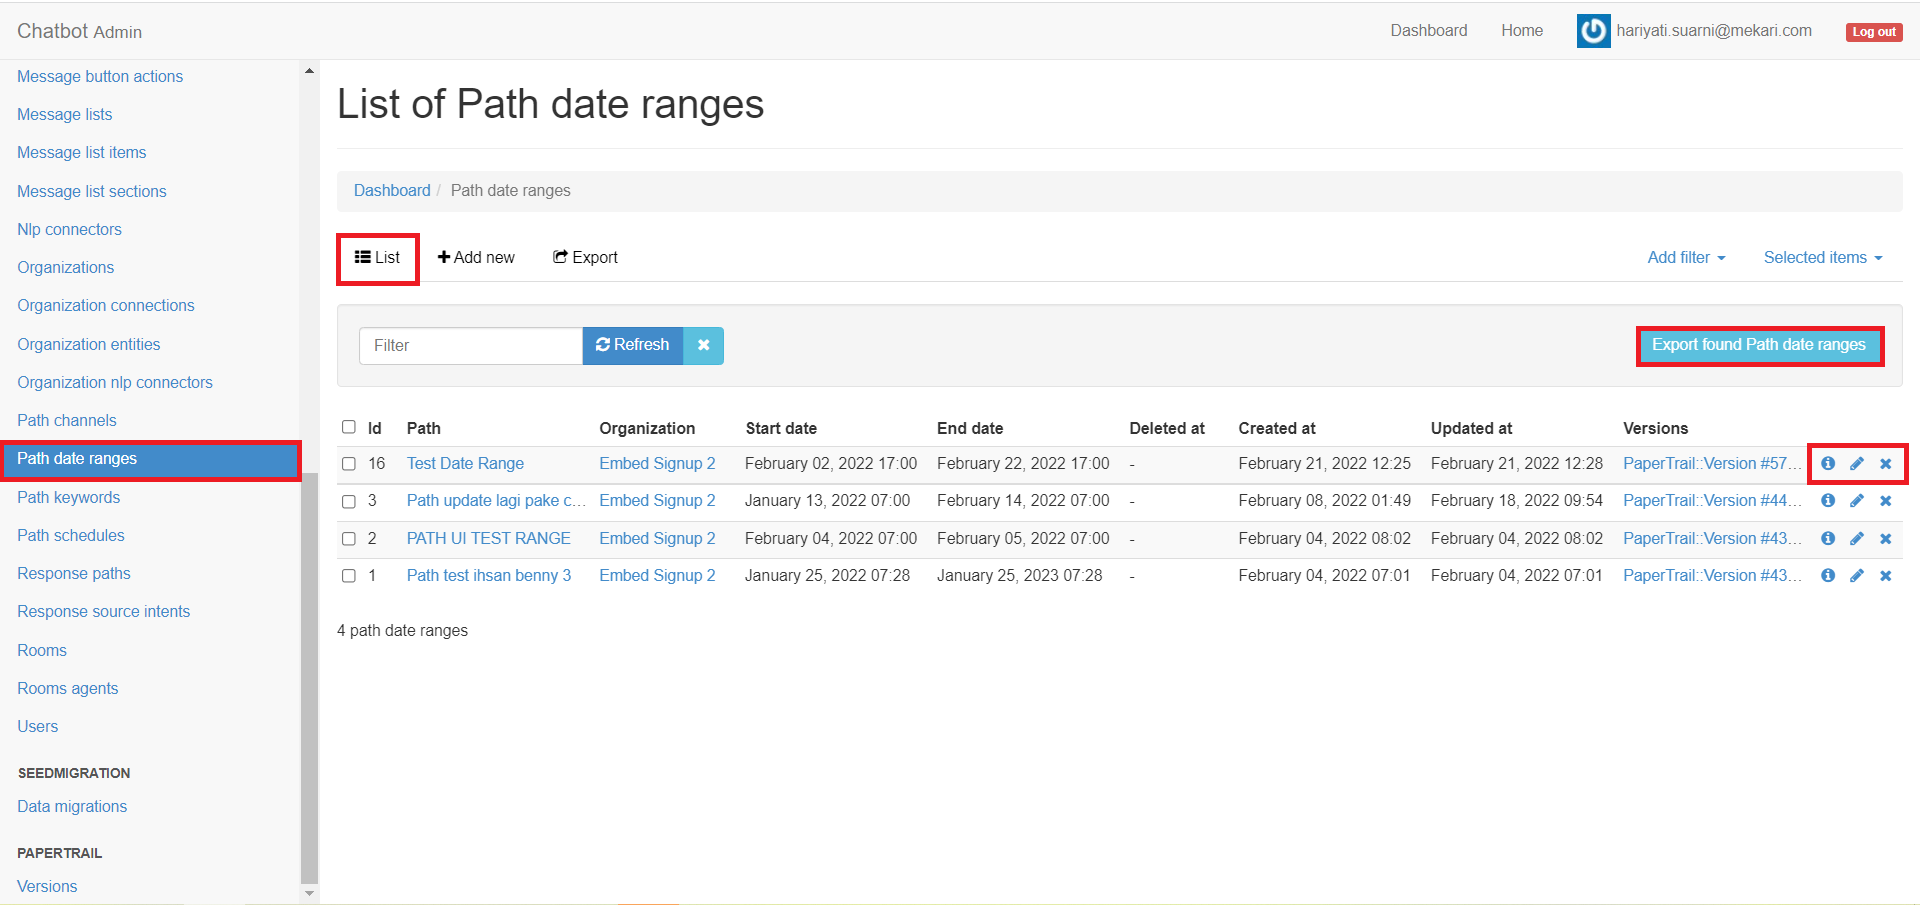 Chatbot Admin
Dashboard
Home
hariyati.suarni@mekari.com
Log out
Message button actions
Message lists
Message list items
Message list sections
Nlp connectors
Organizations
Organization connections
Organization entities
Organization nlp connectors
Path channels
Path date ranges
Path keywords
Path schedules
Response paths
Response source intents
Rooms
Rooms agents
Users
SEEDMIGRATION
Data migrations
PAPERTRAIL
Versions
List of Path date ranges
Dashboard / Path date ranges
List
Add new
Export
Add filter
Selected items
Filter
Refresh
Export found Path date ranges
Id Path Organization Start date End date Deleted at Created at Updated at Versions
16 Test Date Range Embed Signup 2 February 02, 2022 17:00 February 22, 2022 17:00 - February 21, 2022 12:25 February 21, 2022 12:28 PaperTrail::Version #57...
3 Path update lagi pake c... Embed Signup 2 January 13, 2022 07:00 February 14, 2022 07:00 - February 08, 2022 01:49 February 18, 2022 09:54 PaperTrail::Version #44...
2 PATH UI TEST RANGE Embed Signup 2 February 04, 2022 07:00 February 05, 2022 07:00 - February 04, 2022 08:02 February 04, 2022 08:02 PaperTrail::Version #43...
1 Path test ihsan benny 3 Embed Signup 2 January 25, 2022 07:28 January 25, 2023 07:28 - February 04, 2022 07:01 February 04, 2022 07:01 PaperTrail::Version #43...
4 path date ranges